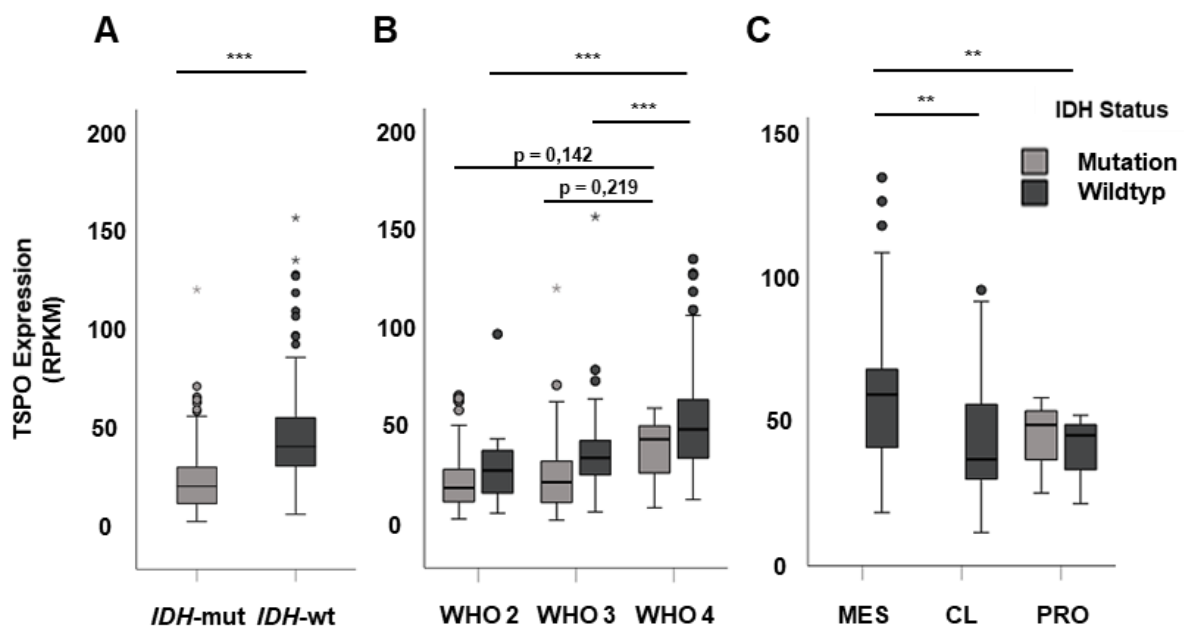 A
B
C
***
***
**
***
**
IDH Status
200
200
150
p = 0,142
Mutation
p = 0,219
Wildtyp
*
*
150
150
*
*
*
100
100
100
TSPO Expression
(RPKM)
50
50
50
0
0
0
IDH-mut IDH-wt
WHO 2 WHO 3 WHO 4
MES CL PRO